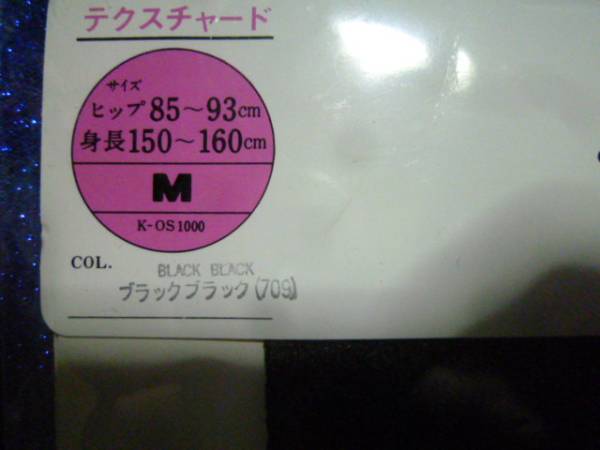 テクスチャード
サイズ
ヒップ85～93cm
身長150～160cm
M
K-OS1000
COL.
BLACK BLACK
ブラックブラック(709)